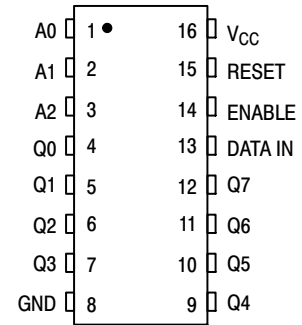 A0 1 16 VCC
A1 2 15 RESET
A2 3 14 ENABLE
Q0 4 13 DATA IN
Q1 5 12 Q7
Q2 6 11 Q6
Q3 7 10 Q5
GND 8 9 Q4